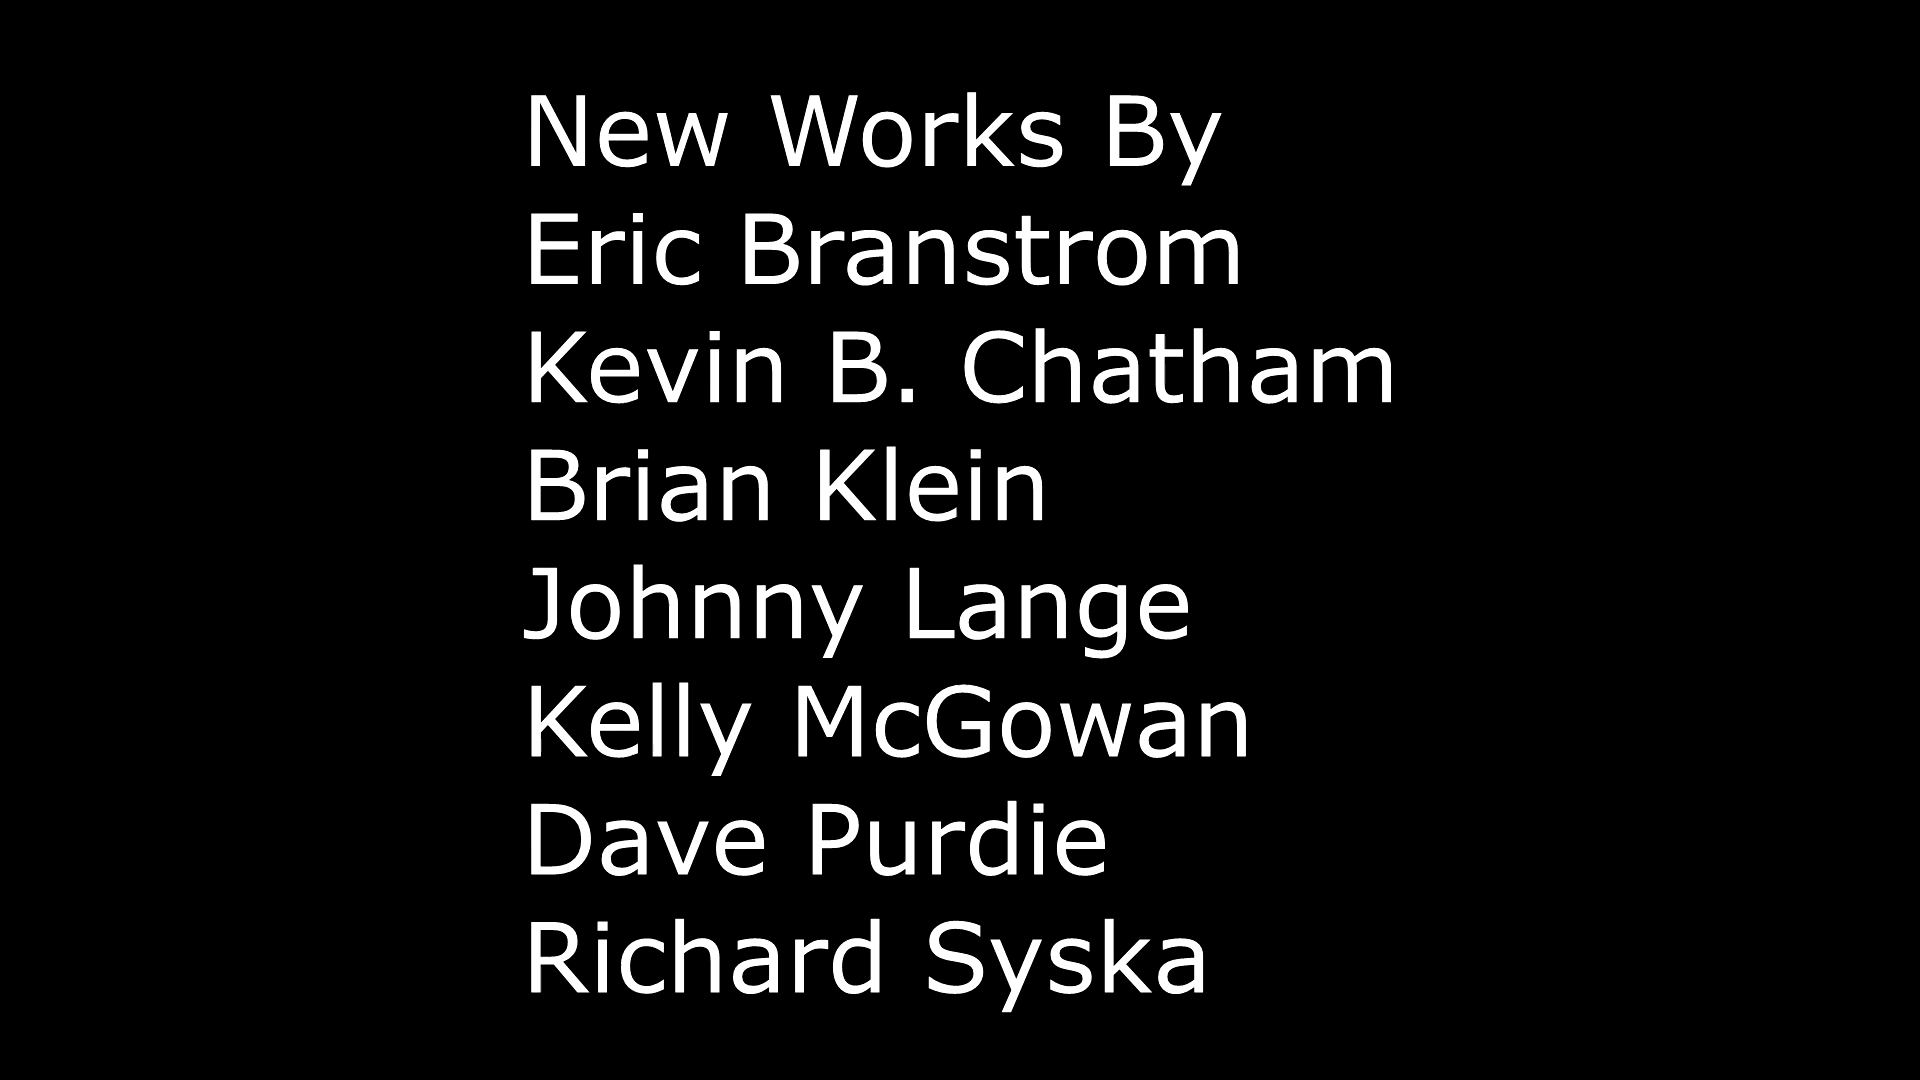 New Works By
Eric Branstrom
Kevin B. Chatham
Brian Klein
Johnny Lange
Kelly McGowan
Dave Purdie
Richard Syska